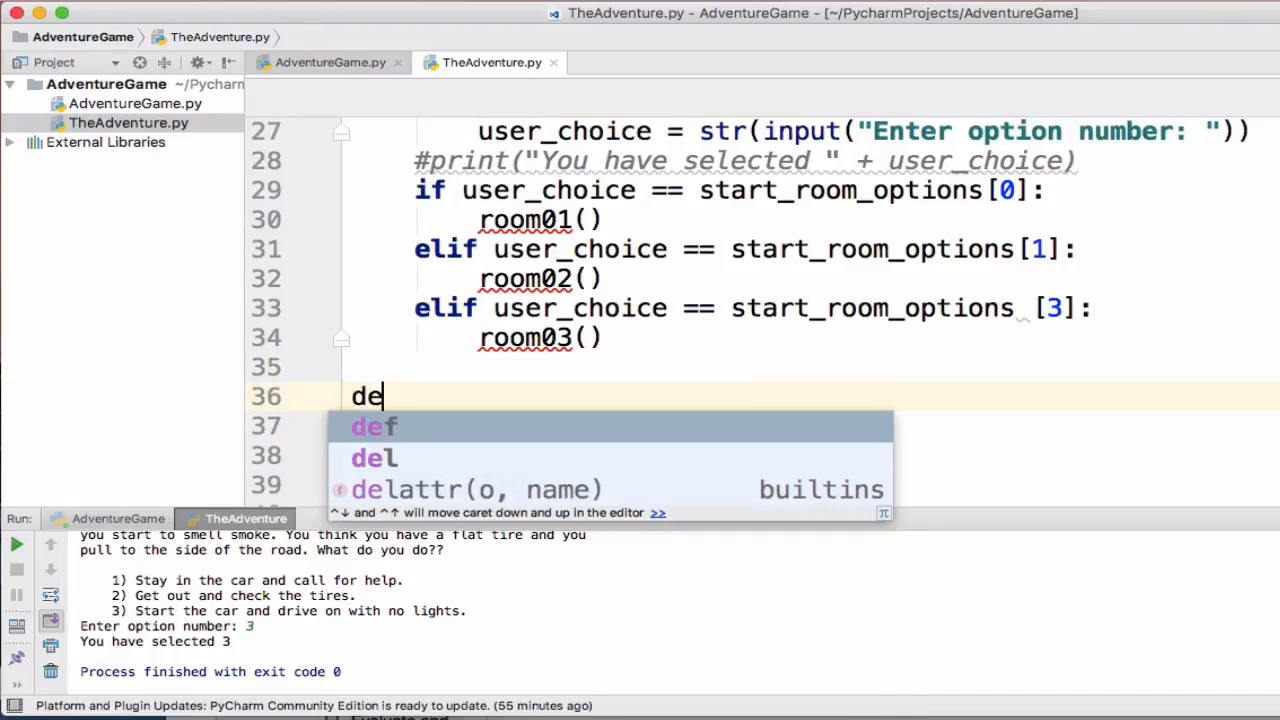 TheAdventure.py - AdventureGame - [~/PycharmProjects/AdventureGame]
AdventureGame TheAdventure.py
Project AdventureGame.py TheAdventure.py
AdventureGame ~/Pycharm
AdventureGame.py
TheAdventure.py
External Libraries
27 user_choice = str(input("Enter option number: "))
28 #print("You have selected " + user_choice)
29 if user_choice == start_room_options[0]:
30 room01()
31 elif user_choice == start_room_options[1]:
32 room02()
33 elif user_choice == start_room_options [3]:
34 room03()
35
36 de
37 def
38 del
39 delattr(o, name) builtins
^↓ and ^↑ will move caret down and up in the editor >> π
Run: AdventureGame TheAdventure
you start to smell smoke. You think you have a flat tire and you
pull to the side of the road. What do you do??
1) Stay in the car and call for help.
2) Get out and check the tires.
3) Start the car and drive on with no lights.
Enter option number: 3
You have selected 3
Process finished with exit code 0
Platform and Plugin Updates: PyCharm Community Edition is ready to update. (55 minutes ago)